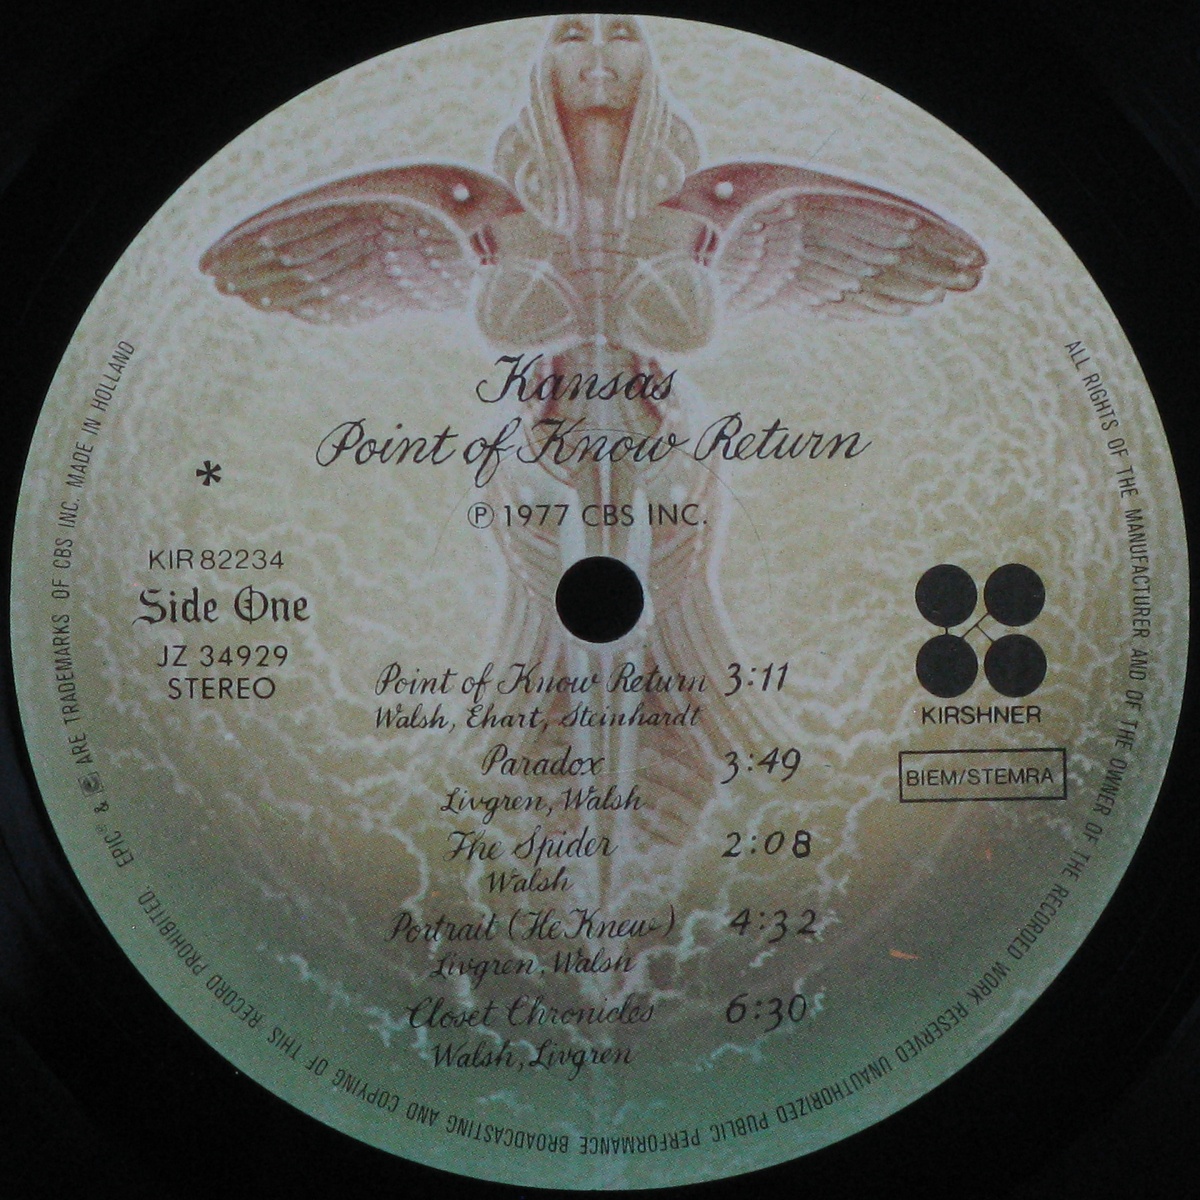 Kansas
Point of Know Return
Ⓟ 1977 CBS INC.
*
KIR 82234
Side One
JZ 34929
STEREO
KIRSHNER
BIEM/STEMRA
Point of Know Return 3:11
Walsh, Ehart, Steinhardt
Paradox 3:49
Livgren, Walsh
The Spider 2:08
Walsh
Portrait (He Knew) 4:32
Livgren, Walsh
Closet Chronicles 6:30
Walsh, Livgren
ALL RIGHTS OF THE MANUFACTURER AND OF THE OWNER OF THE RECORDED WORK RESERVED UNAUTHORIZED PUBLIC PERFORMANCE BROADCASTING AND COPYING OF THIS RECORD PROHIBITED. EPIC® & ARE TRADEMARKS OF CBS INC. MADE IN HOLLAND